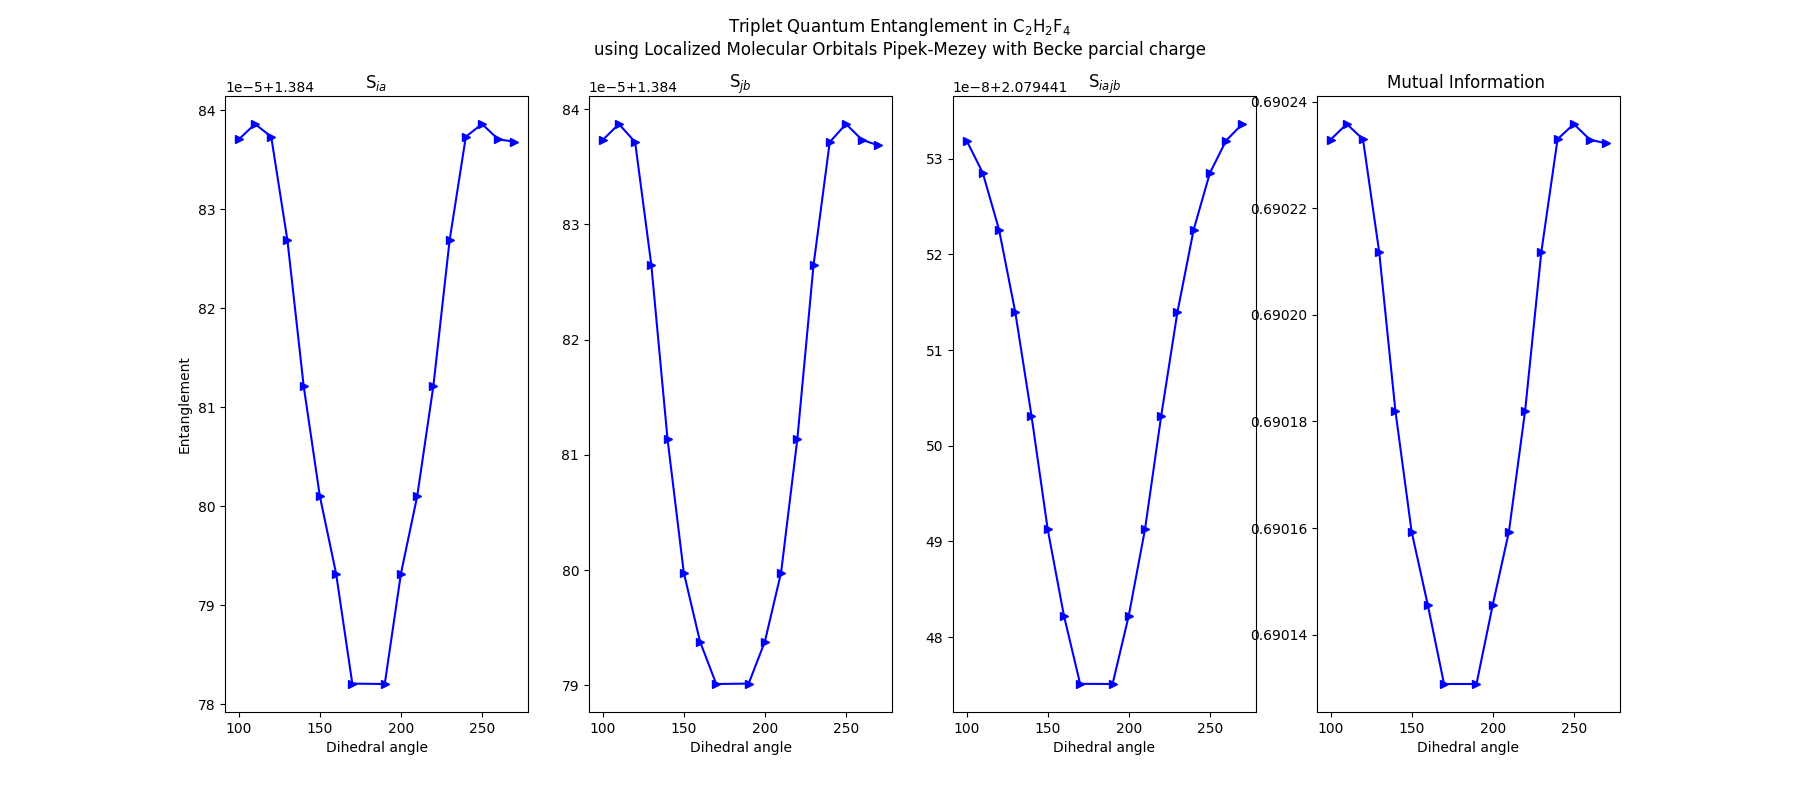 Triplet Quantum Entanglement in C₂H₂F₄
using Localized Molecular Orbitals Pipek-Mezey with Becke parcial charge
1e−5+1.384
S_ia
84
83
82
81
80
79
78
Entanglement
100 150 200 250
Dihedral angle
1e−5+1.384
S_jb
84
83
82
81
80
79
100 150 200 250
Dihedral angle
1e−8+2.079441
S_iajb
53
52
51
50
49
48
100 150 200 250
Dihedral angle
Mutual Information
0.69024
0.69022
0.69020
0.69018
0.69016
0.69014
100 150 200 250
Dihedral angle